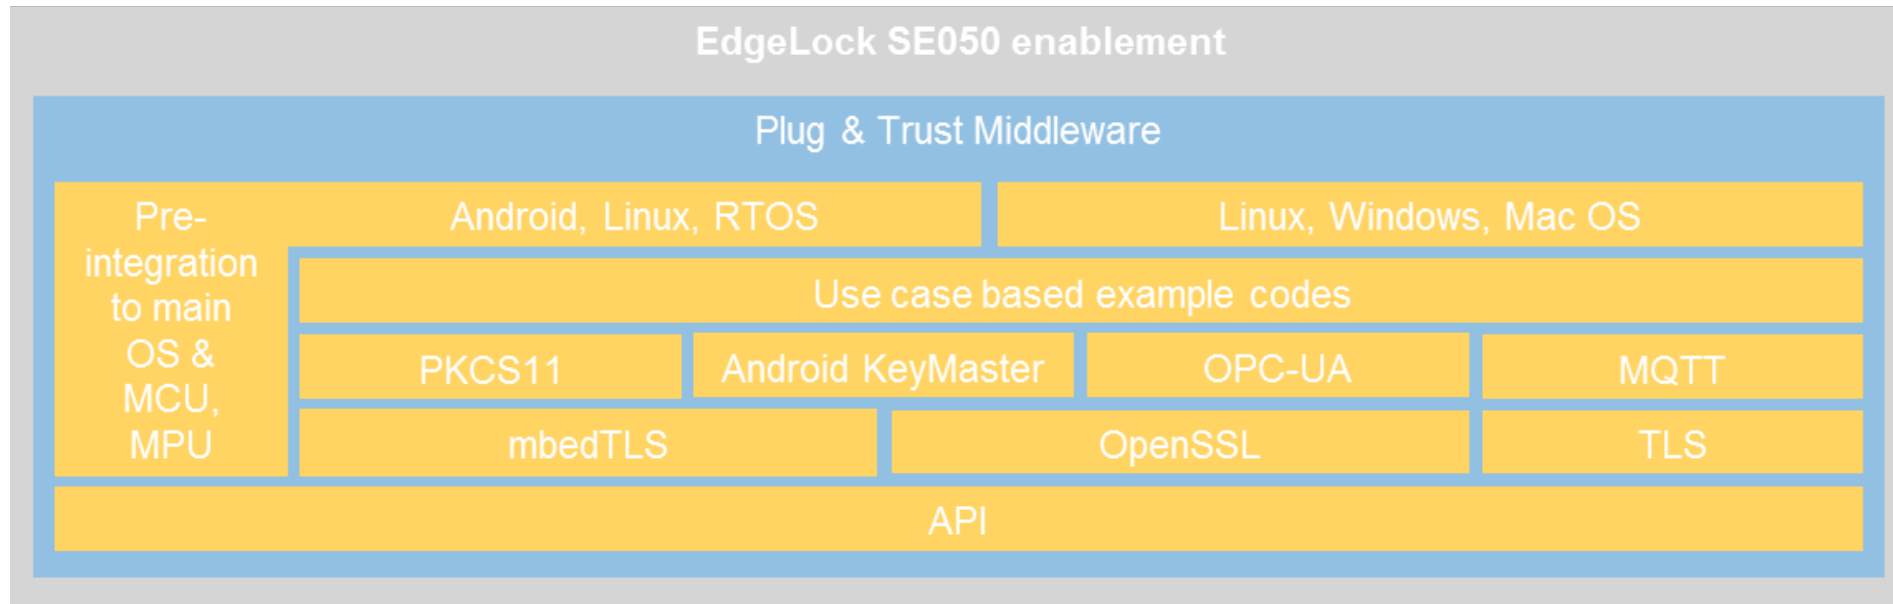 EdgeLock SE050 enablement
Plug & Trust Middleware
Pre-
integration
to main
OS &
MCU,
MPU
Android, Linux, RTOS
Linux, Windows, Mac OS
Use case based example codes
PKCS11
Android KeyMaster
OPC-UA
MQTT
mbedTLS
OpenSSL
TLS
API